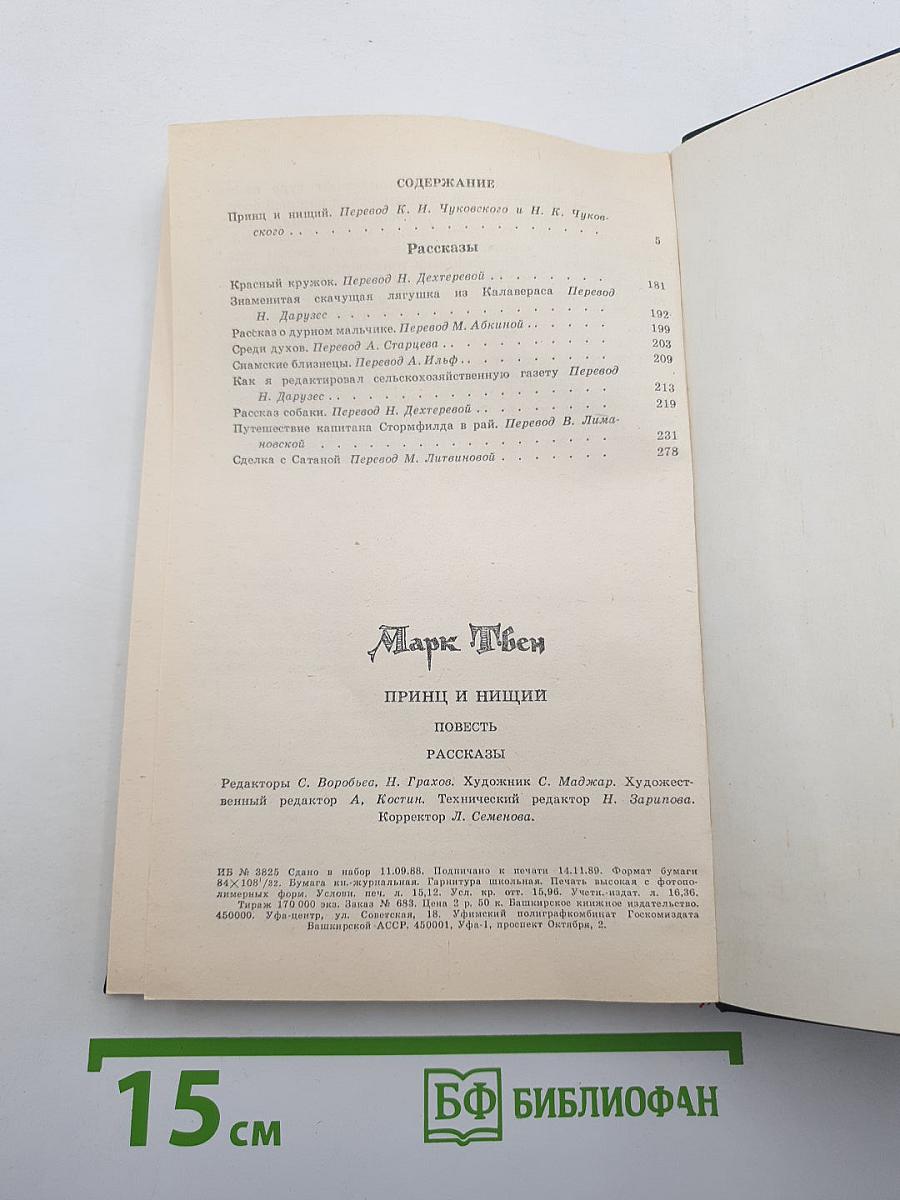 СОДЕРЖАНИЕ
Принц и нищий. Перевод К. И. Чуковского и Н. К. Чуков-
ского . . . . . . . . . . . . . . . . . . . 5
Рассказы
Красный кружок. Перевод Н. Дехтеревой . . . . . . . 181
Знаменитая скачущая лягушка из Калавераса Перевод
Н. Дарузес . . . . . . . . . . . . . . . . . 192
Рассказ о дурном мальчике. Перевод М. Абкиной . . . . . 199
Среди духов. Перевод А. Старцева . . . . . . . . . 203
Сиамские близнецы. Перевод А. Ильф . . . . . . . . 209
Как я редактировал сельскохозяйственную газету Перевод
Н. Дарузес . . . . . . . . . . . . . . . . . 213
Рассказ собаки. Перевод Н. Дехтеревой . . . . . . . 219
Путешествие капитана Стормфилда в рай. Перевод В. Лима-
новской . . . . . . . . . . . . . . . . . 231
Сделка с Сатаной Перевод М. Литвиновой . . . . . . . 278
Марк Твен
ПРИНЦ И НИЩИЙ
ПОВЕСТЬ
РАССКАЗЫ
Редакторы С. Воробьева, Н. Грахов. Художник С. Маджар. Художест-
венный редактор А, Костин. Технический редактор Н. Зарипова.
Корректор Л. Семенова.
ИБ № 3825 Сдано в набор 11.09.88. Подписано к печати 14.11.89. Формат бумаги
84×108¹/32. Бумага кн.-журнальная. Гарнитура школьная. Печать высокая с фотопо-
лимерных форм. Условн. печ. л. 15,12. Усл. кр. отт. 15,96. Учетн.-издат. л. 16,36.
Тираж 170 000 экз. Заказ № 683. Цена 2 р. 50 к. Башкирское книжное издательство.
450000. Уфа-центр, ул. Советская, 18. Уфимский полиграфкомбинат Госкомиздата
Башкирской АССР, 450001, Уфа-1, проспект Октября, 2.
15 см
БФ БИБЛИОФАН